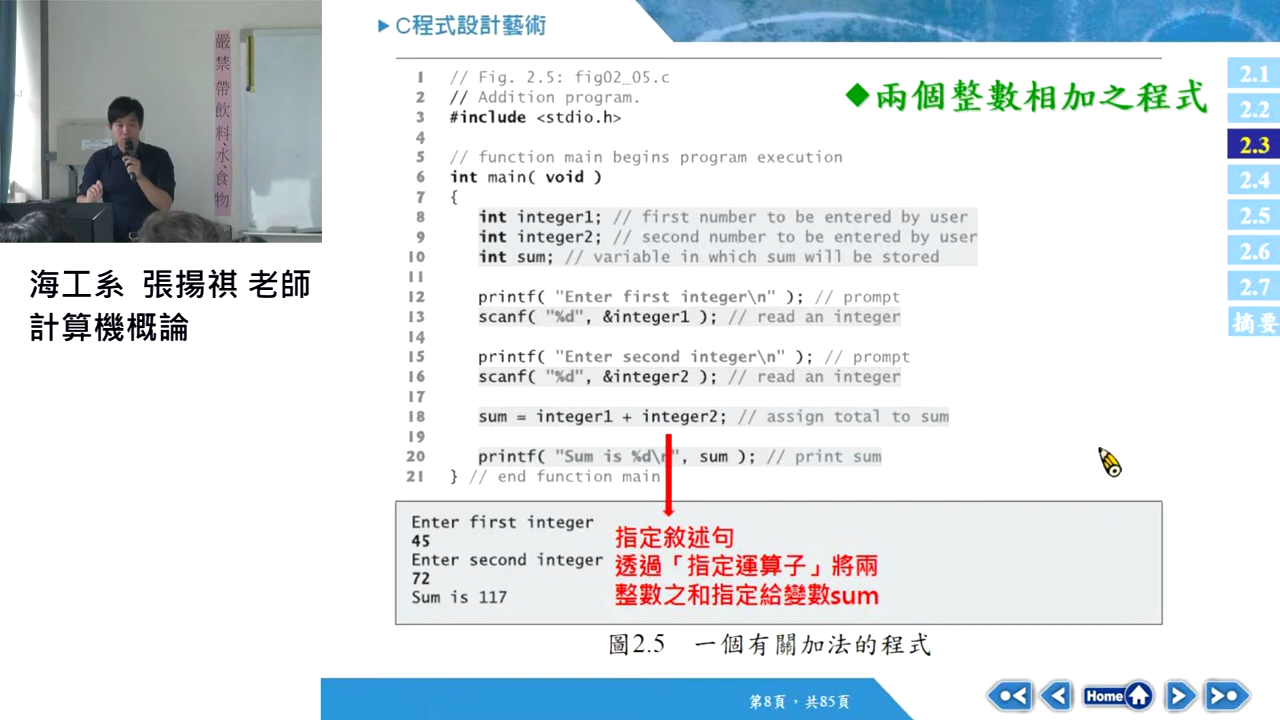 嚴禁帶飲料、水、食物
海工系 張揚祺 老師
計算機概論
C程式設計藝術
◆兩個整數相加之程式
1 // Fig. 2.5: fig02_05.c
2 // Addition program.
3 #include <stdio.h>
4
5 // function main begins program execution
6 int main( void )
7 {
8 int integer1; // first number to be entered by user
9 int integer2; // second number to be entered by user
10 int sum; // variable in which sum will be stored
11
12 printf( "Enter first integer\n" ); // prompt
13 scanf( "%d", &integer1 ); // read an integer
14
15 printf( "Enter second integer\n" ); // prompt
16 scanf( "%d", &integer2 ); // read an integer
17
18 sum = integer1 + integer2; // assign total to sum
19
20 printf( "Sum is %d\n", sum ); // print sum
21 } // end function main
Enter first integer
45
Enter second integer
72
Sum is 117
指定敘述句
透過「指定運算子」將兩
整數之和指定給變數sum
圖2.5 一個有關加法的程式
2.1
2.2
2.3
2.4
2.5
2.6
2.7
摘要
第8頁，共85頁
Home